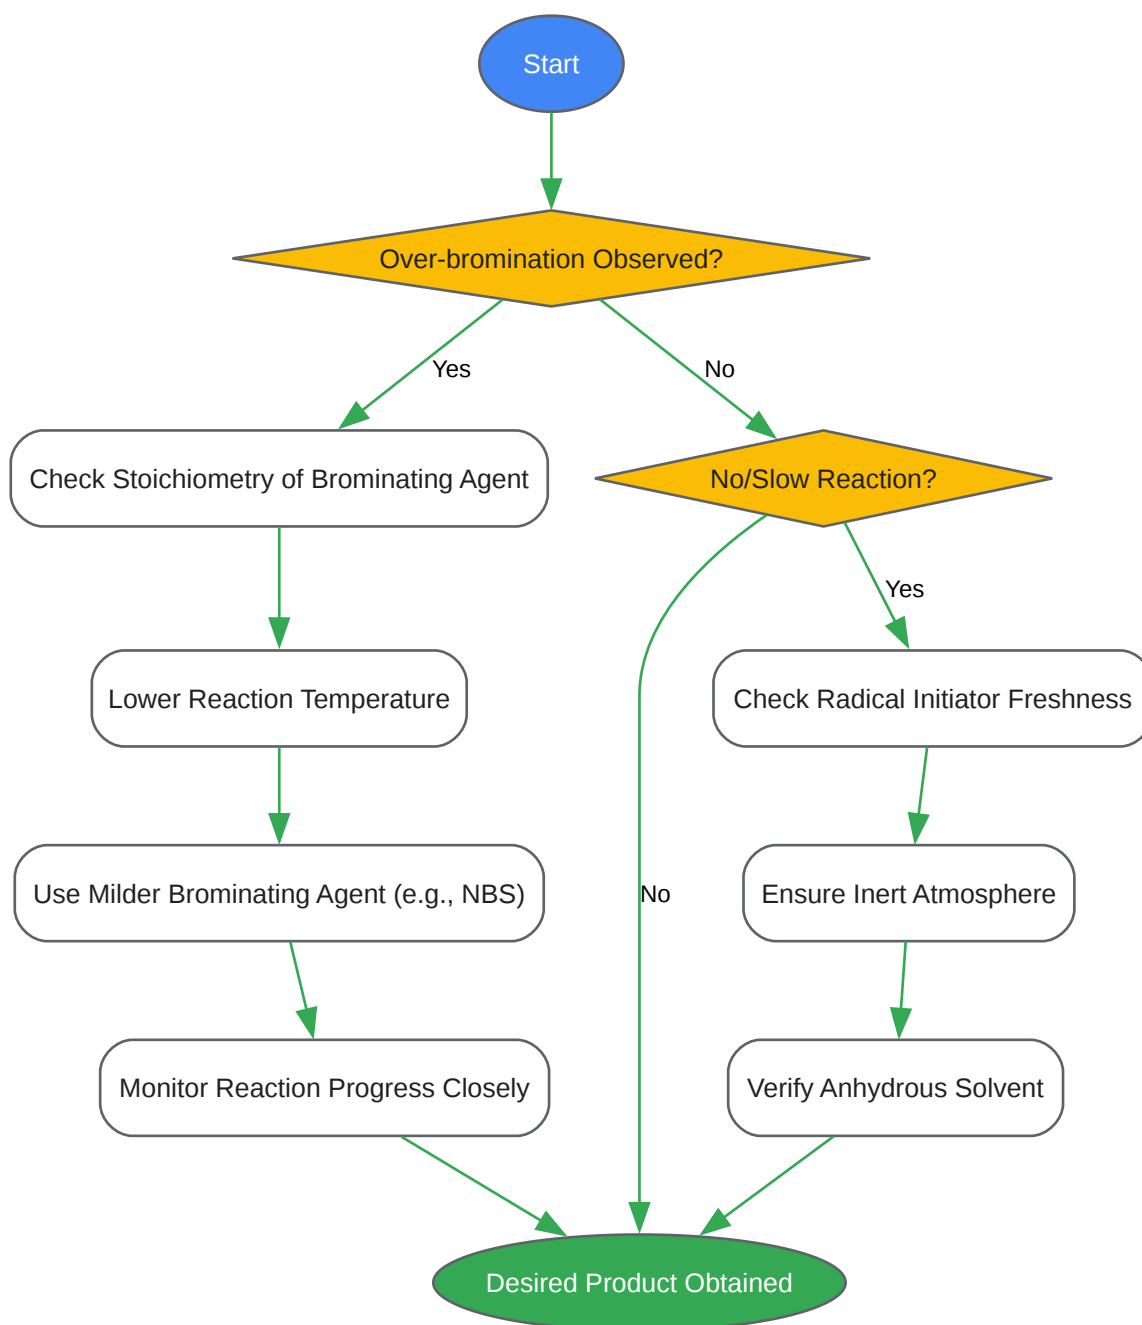 Start
Over-bromination Observed?
Yes
No
Check Stoichiometry of Brominating Agent
No/Slow Reaction?
Yes
Lower Reaction Temperature
Check Radical Initiator Freshness
Use Milder Brominating Agent (e.g., NBS)
No
Ensure Inert Atmosphere
Monitor Reaction Progress Closely
Verify Anhydrous Solvent
Desired Product Obtained